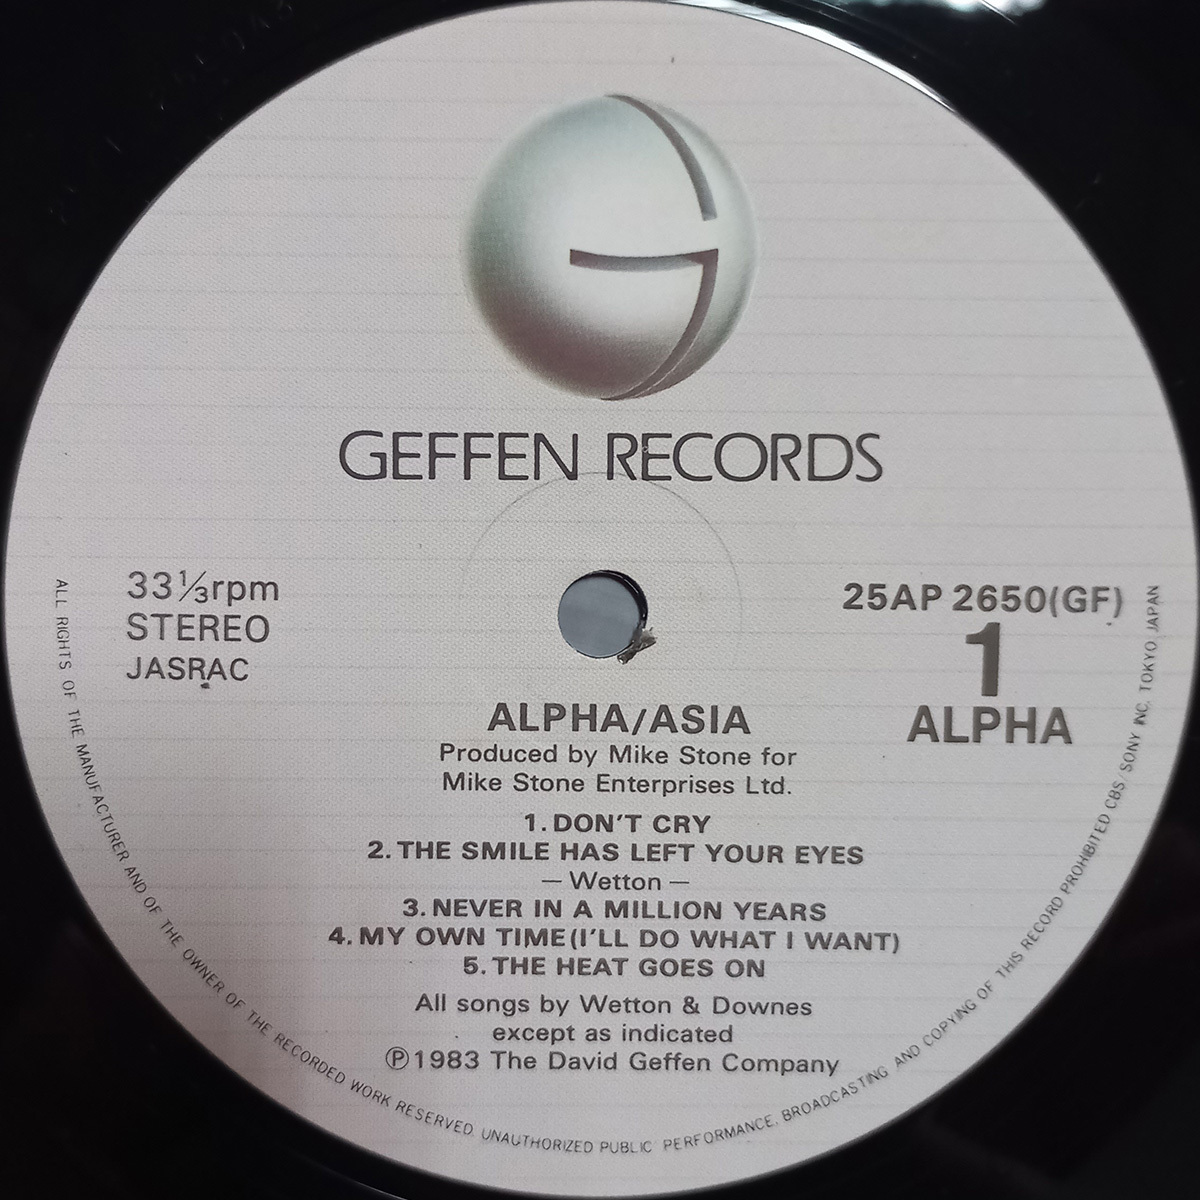 GEFFEN RECORDS
33⅓rpm
STEREO
JASRAC
25AP 2650(GF)
1
ALPHA
ALPHA/ASIA
Produced by Mike Stone for
Mike Stone Enterprises Ltd.
1. DON'T CRY
2. THE SMILE HAS LEFT YOUR EYES
— Wetton —
3. NEVER IN A MILLION YEARS
4. MY OWN TIME (I'LL DO WHAT I WANT)
5. THE HEAT GOES ON
All songs by Wetton & Downes
except as indicated
℗1983 The David Geffen Company
ALL RIGHTS OF THE MANUFACTURER AND OF THE OWNER OF THE RECORDED WORK RESERVED. UNAUTHORIZED PUBLIC PERFORMANCE. BROADCASTING AND COPYING OF THIS RECORD PROHIBITED CBS/SONY INC. TOKYO JAPAN